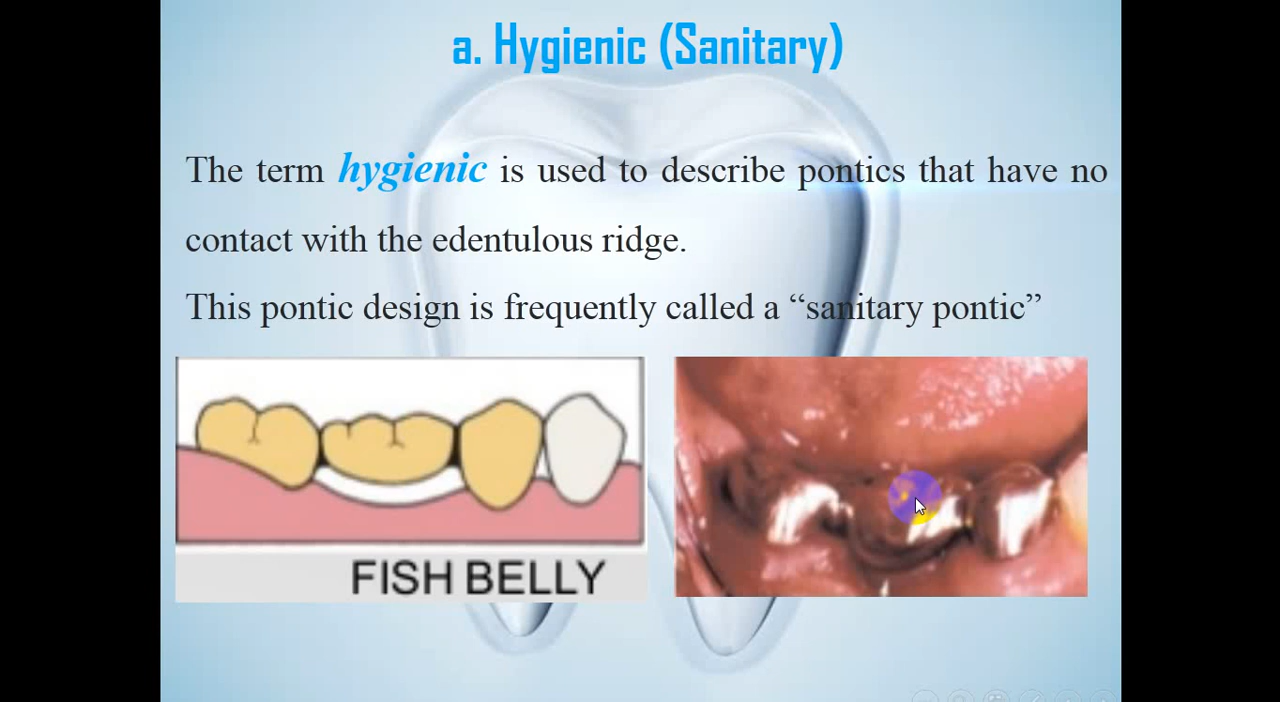 a. Hygienic (Sanitary)
The term hygienic is used to describe pontics that have no
contact with the edentulous ridge.
This pontic design is frequently called a “sanitary pontic”
FISH BELLY